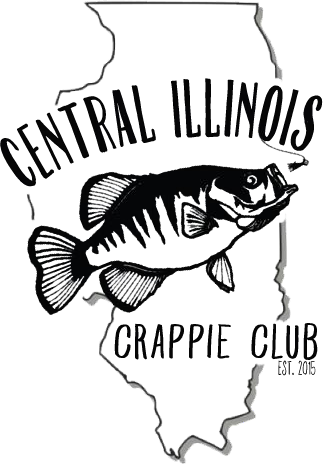 CENTRAL ILLINOIS
CRAPPIE CLUB
EST. 2015